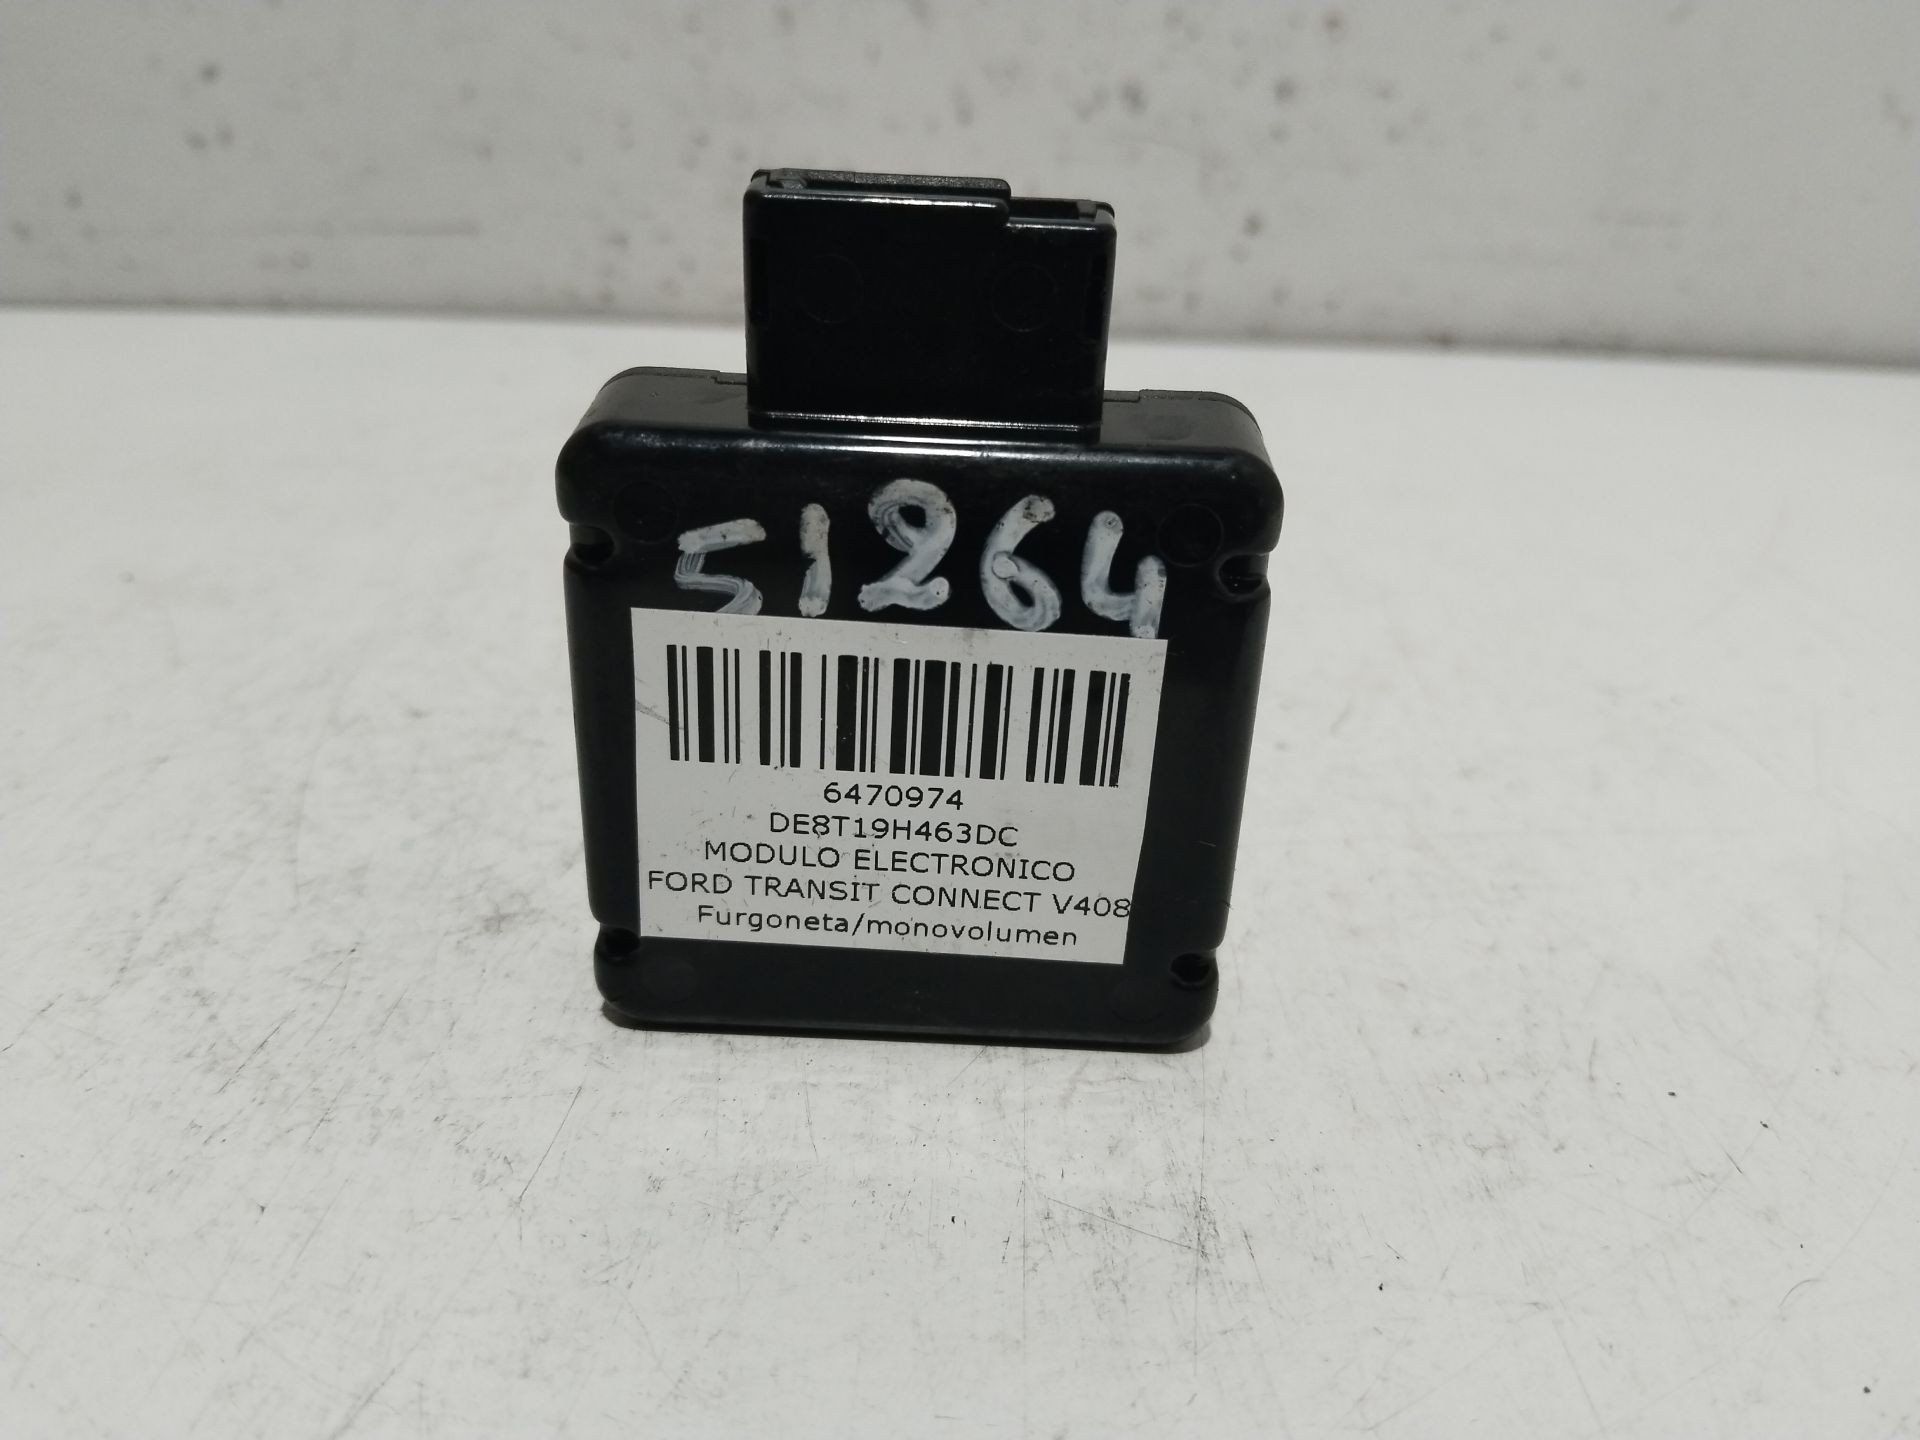 51264
6470974
DE8T19H463DC
MODULO ELECTRONICO
FORD TRANSIT CONNECT V408
Furgoneta/monovolumen